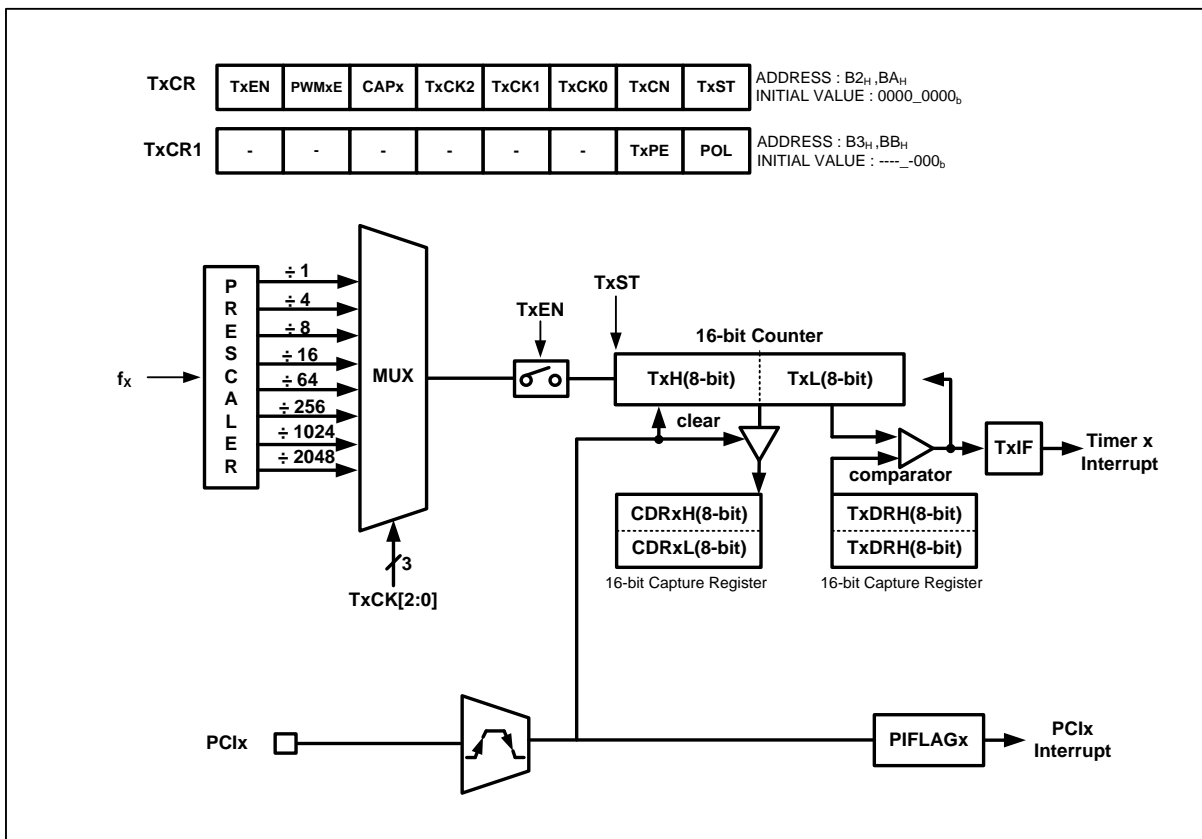 TxCR TxEN PWMxE CAPx TxCK2 TxCK1 TxCK0 TxCN TxST ADDRESS : B2H ,BAH
INITIAL VALUE : 0000_0000b
TxCR1 - - - - - - TxPE POL ADDRESS : B3H ,BBH
INITIAL VALUE : ----_-000b
fX
PRESCALER
÷ 1
÷ 4
÷ 8
÷ 16
÷ 64
÷ 256
÷ 1024
÷ 2048
MUX
3
TxCK[2:0]
TxEN
TxST
16-bit Counter
TxH(8-bit) TxL(8-bit)
clear
comparator
TxIF
Timer x
Interrupt
CDRxH(8-bit)
CDRxL(8-bit)
16-bit Capture Register
TxDRH(8-bit)
TxDRH(8-bit)
16-bit Capture Register
PCIx
PIFLAGx
PCIx
Interrupt